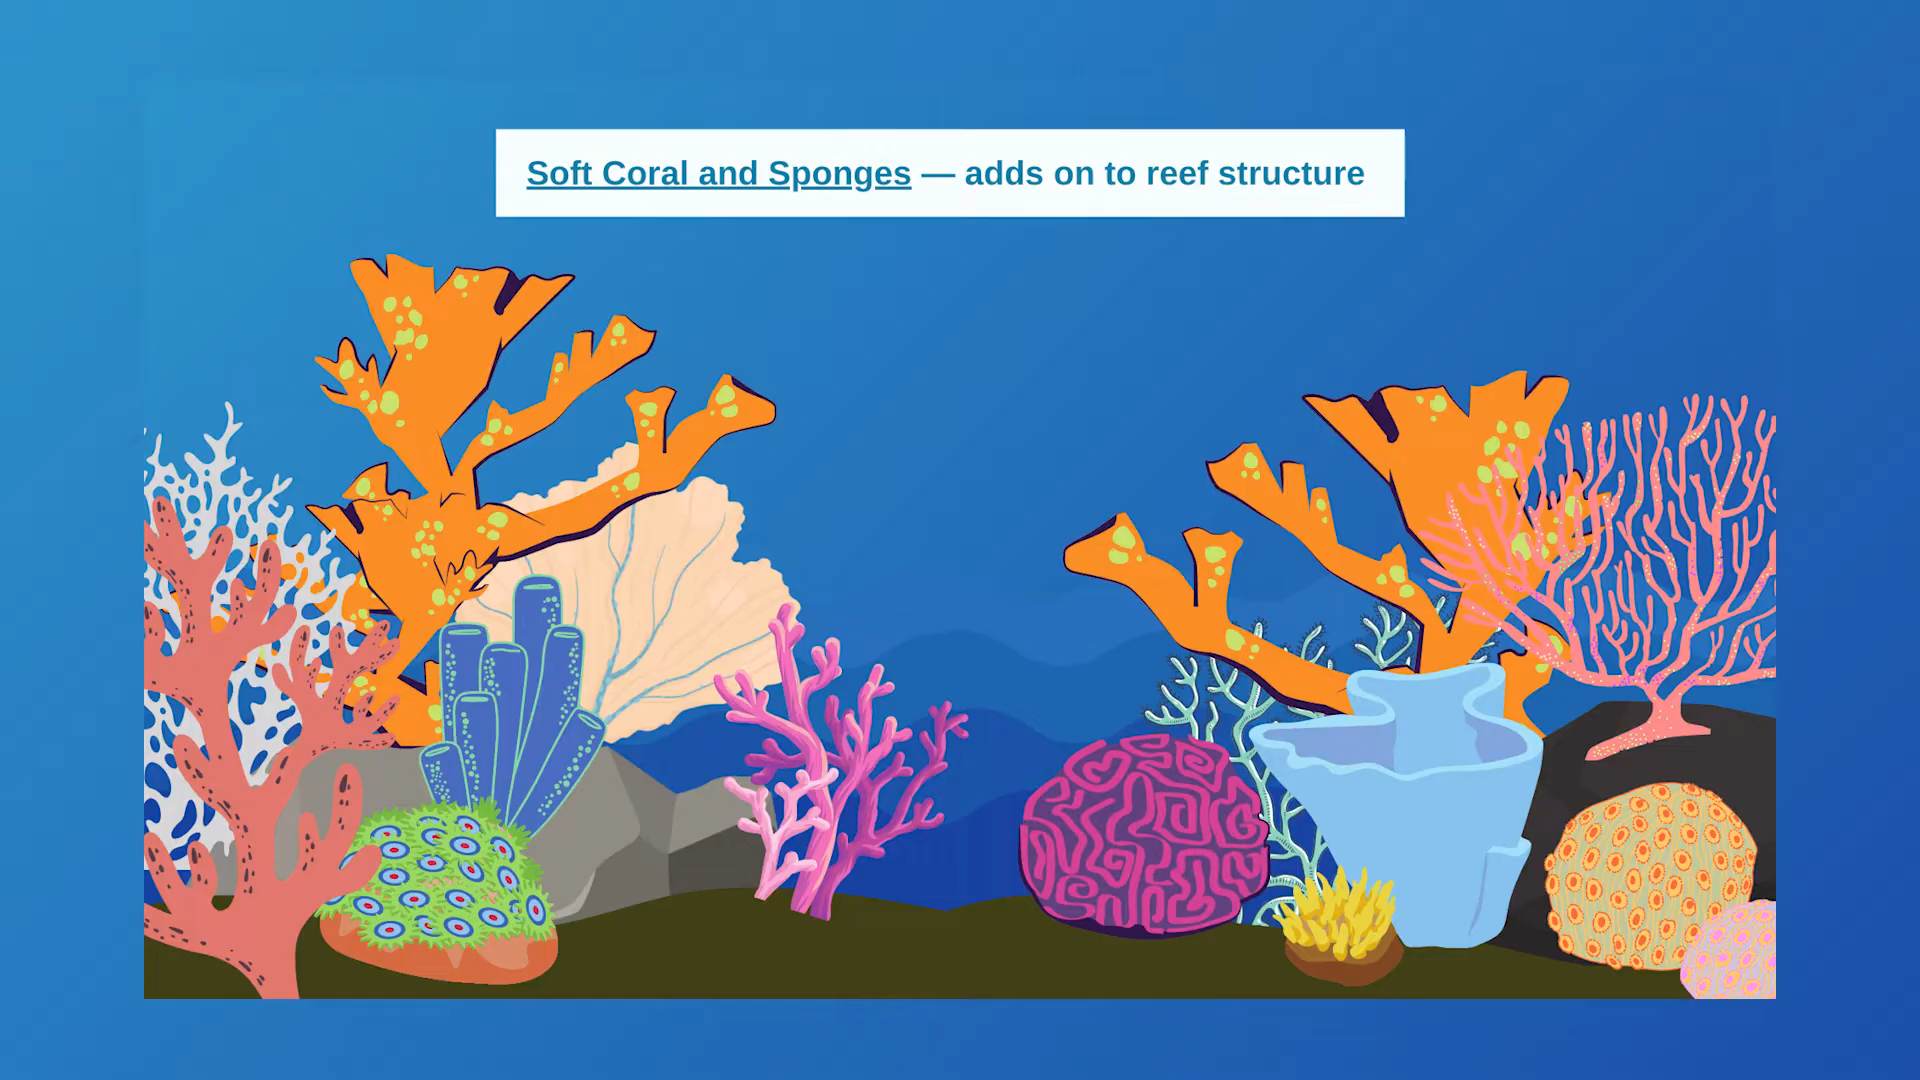 Soft Coral and Sponges — adds on to reef structure